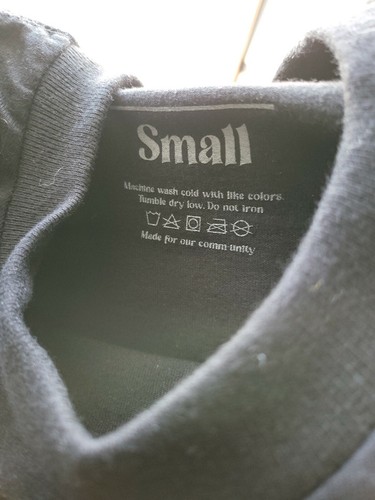 Small
Machine wash cold with like colors.
Tumble dry low. Do not iron
Made for our community